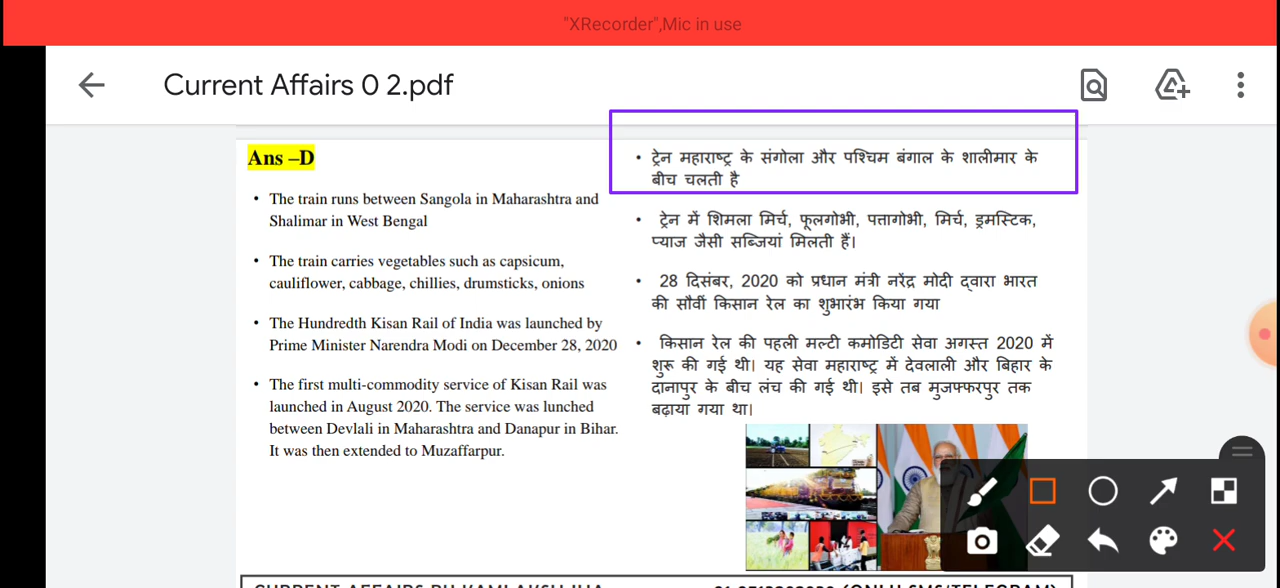 "XRecorder",Mic in use
Current Affairs 0 2.pdf
Ans –D
• The train runs between Sangola in Maharashtra and
Shalimar in West Bengal
• The train carries vegetables such as capsicum,
cauliflower, cabbage, chillies, drumsticks, onions
• The Hundredth Kisan Rail of India was launched by
Prime Minister Narendra Modi on December 28, 2020
• The first multi-commodity service of Kisan Rail was
launched in August 2020. The service was lunched
between Devlali in Maharashtra and Danapur in Bihar.
It was then extended to Muzaffarpur.
• ट्रेन महाराष्ट्र के संगोला और पश्चिम बंगाल के शालीमार के
बीच चलती है
• ट्रेन में शिमला मिर्च, फूलगोभी, पत्तागोभी, मिर्च, ड्रमस्टिक,
प्याज जैसी सब्जियां मिलती हैं।
• 28 दिसंबर, 2020 को प्रधान मंत्री नरेंद्र मोदी द्वारा भारत
की सौवीं किसान रेल का शुभारंभ किया गया
• किसान रेल की पहली मल्टी कमोडिटी सेवा अगस्त 2020 में
शुरू की गई थी। यह सेवा महाराष्ट्र में देवलाली और बिहार के
दानापुर के बीच लंच की गई थी। इसे तब मुजफ्फरपुर तक
बढ़ाया गया था।
CURRENT AFFAIRS BY
(ONLY SMS/TELEGRAM)